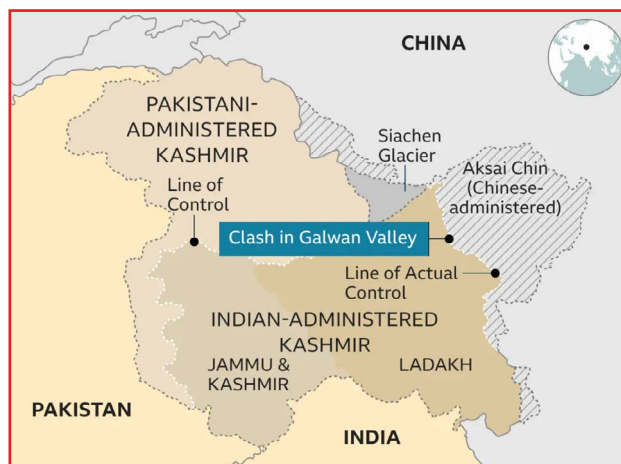 CHINA
PAKISTANI-
ADMINISTERED
KASHMIR
Siachen
Glacier
Aksai Chin
(Chinese-
administered)
Line of
Control
Clash in Galwan Valley
Line of Actual
Control
INDIAN-ADMINISTERED
KASHMIR
JAMMU &
KASHMIR
LADAKH
PAKISTAN
INDIA